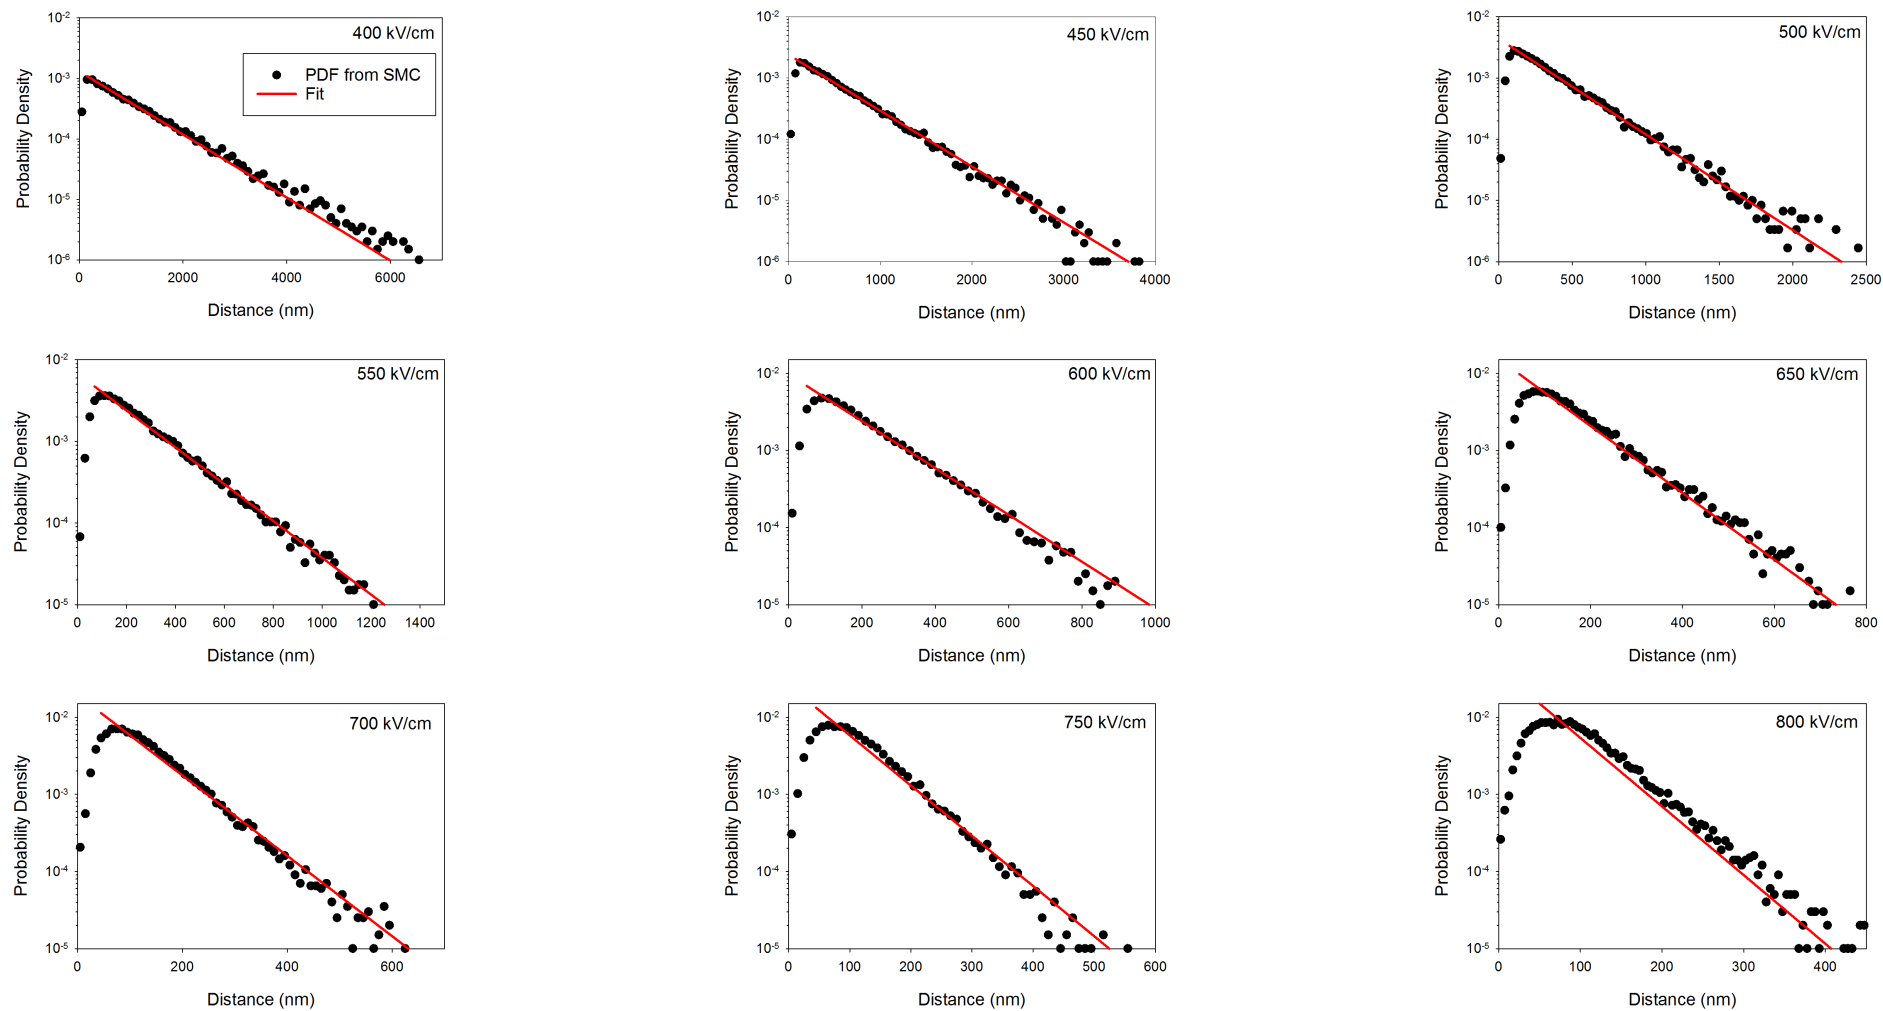 400 kV/cm
PDF from SMC
Fit
Probability Density
10-2
10-3
10-4
10-5
10-6
0 2000 4000 6000
Distance (nm)
450 kV/cm
Probability Density
10-2
10-3
10-4
10-5
10-6
0 1000 2000 3000 4000
Distance (nm)
500 kV/cm
Probability Density
10-2
10-3
10-4
10-5
10-6
0 500 1000 1500 2000 2500
Distance (nm)
550 kV/cm
Probability Density
10-2
10-3
10-4
10-5
0 200 400 600 800 1000 1200 1400
Distance (nm)
600 kV/cm
Probability Density
10-2
10-3
10-4
10-5
0 200 400 600 800 1000
Distance (nm)
650 kV/cm
Probability Density
10-2
10-3
10-4
10-5
0 200 400 600 800
Distance (nm)
700 kV/cm
Probability Density
10-2
10-3
10-4
10-5
0 200 400 600
Distance (nm)
750 kV/cm
Probability Density
10-2
10-3
10-4
10-5
0 100 200 300 400 500 600
Distance (nm)
800 kV/cm
Probability Density
10-2
10-3
10-4
10-5
0 100 200 300 400
Distance (nm)